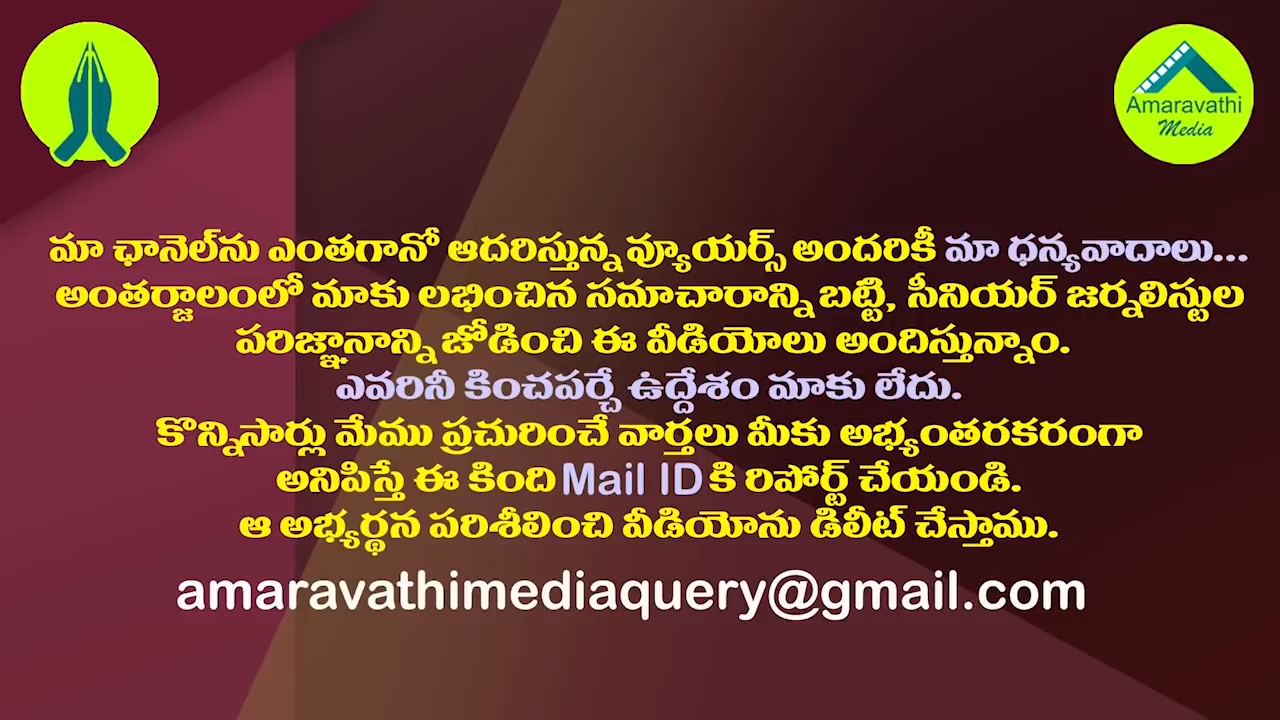 Amaravathi
Media
మా ఛానెల్‌ను ఎంతగానో ఆదరిస్తున్న వ్యూయర్స్ అందరికీ మా ధన్యవాదాలు...
అంతర్జాలంలో మాకు లభించిన సమాచారాన్ని బట్టి, సీనియర్ జర్నలిస్టుల
పరిజ్ఞానాన్ని జోడించి ఈ వీడియోలు అందిస్తున్నాం.
ఎవరినీ కించపర్చే ఉద్దేశం మాకు లేదు.
కొన్నిసార్లు మేము ప్రచురించే వార్తలు మీకు అభ్యంతరకరంగా
అనిపిస్తే ఈ కింది Mail ID కి రిపోర్ట్ చేయండి.
ఆ అభ్యర్థన పరిశీలించి వీడియోను డిలీట్ చేస్తాము.
amaravathimediaquery@gmail.com